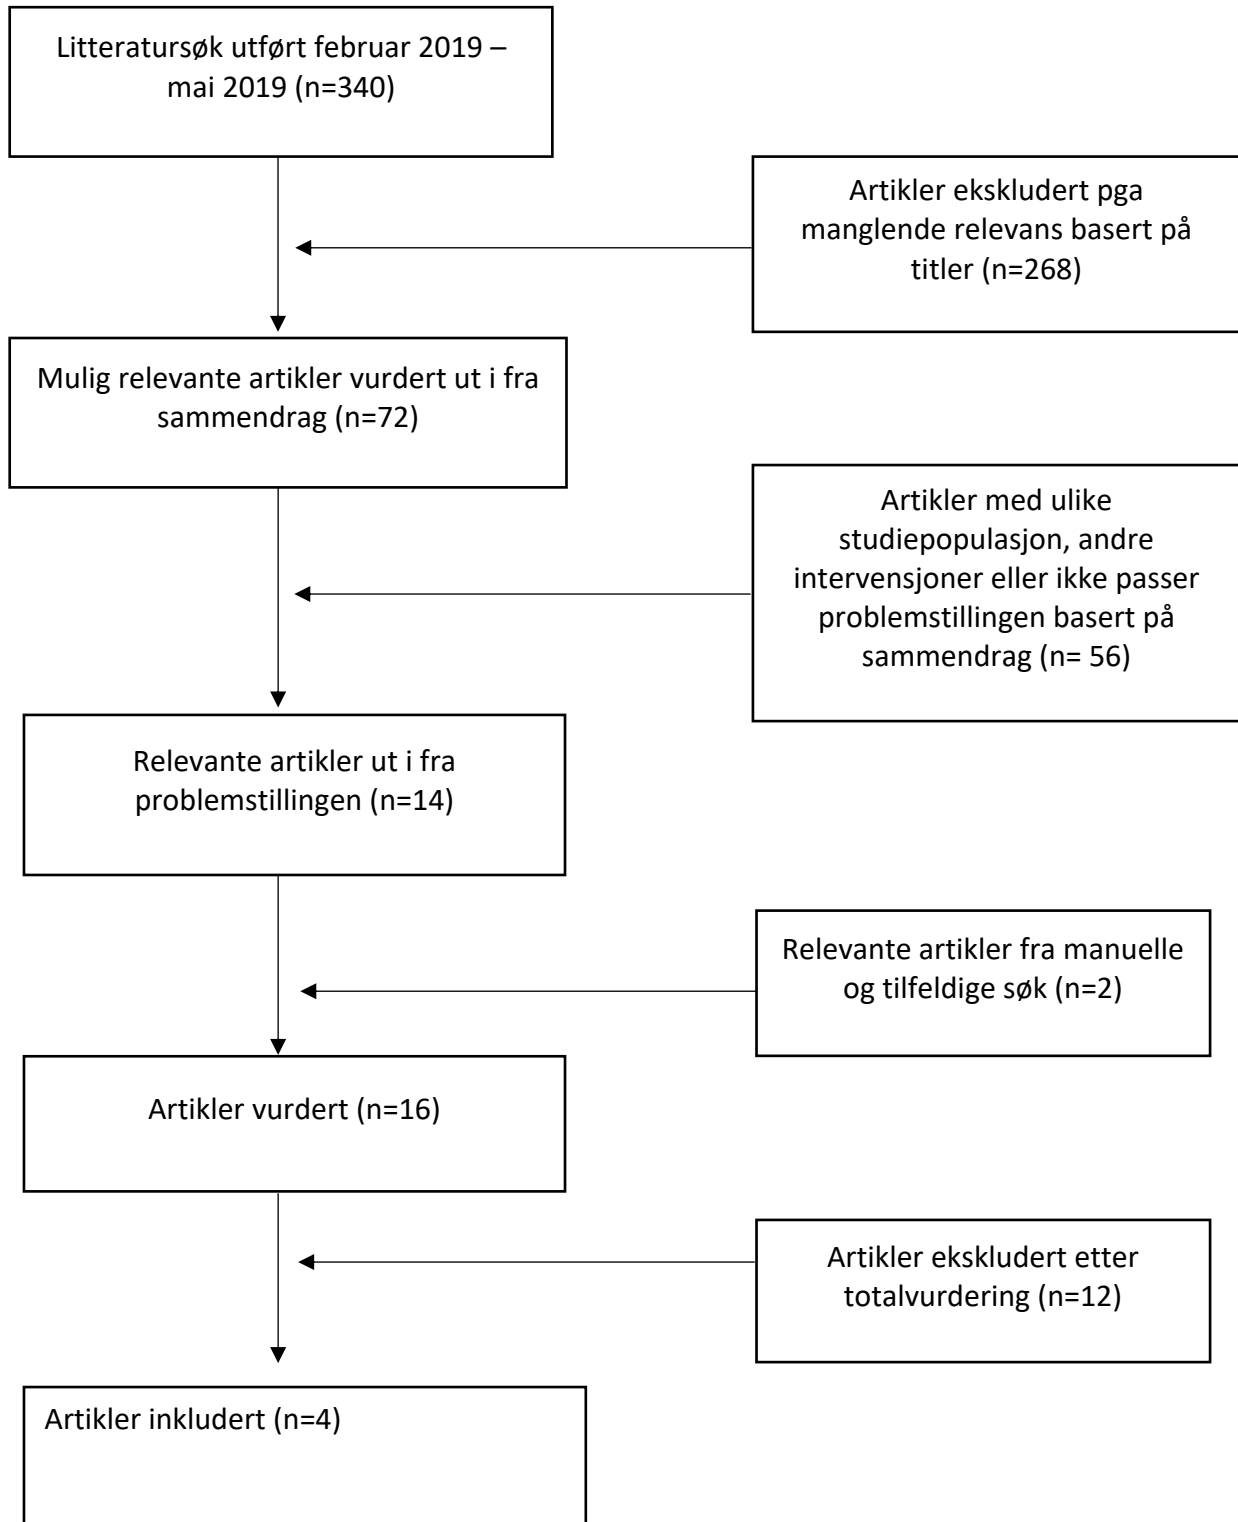 Litteratursøk utført februar 2019 –
mai 2019 (n=340)
Artikler ekskludert pga
manglende relevans basert på
titler (n=268)
Mulig relevante artikler vurdert ut i fra
sammendrag (n=72)
Artikler med ulike
studiepopulasjon, andre
intervensjoner eller ikke passer
problemstillingen basert på
sammendrag (n= 56)
Relevante artikler ut i fra
problemstillingen (n=14)
Relevante artikler fra manuelle
og tilfeldige søk (n=2)
Artikler vurdert (n=16)
Artikler ekskludert etter
totalvurdering (n=12)
Artikler inkludert (n=4)